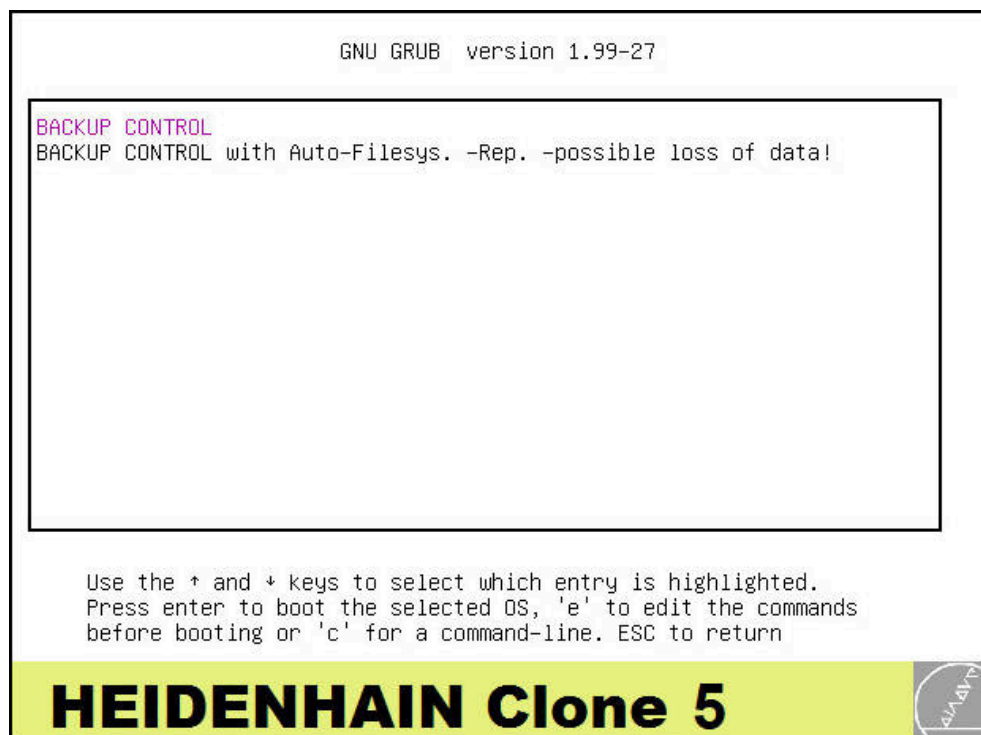 GNU GRUB  version 1.99-27
BACKUP CONTROL
BACKUP CONTROL with Auto-Filesys. -Rep. -possible loss of data!
Use the ↑ and ↓ keys to select which entry is highlighted.
Press enter to boot the selected OS, 'e' to edit the commands
before booting or 'c' for a command-line. ESC to return
HEIDENHAIN Clone 5